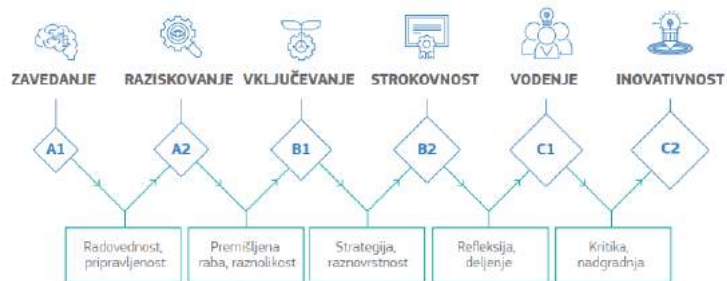 ZAVEDANJE RAZISKOVANJE VKLJUČEVANJE STROKOVNOST VODENJE INOVATIVNOST
A1 A2 B1 B2 C1 C2
Radovednost,
pripravljenost
Premišljena
raba, raznolikost
Strategija,
raznovrstnost
Refleksija,
deljenje
Kritika,
nadgradnja